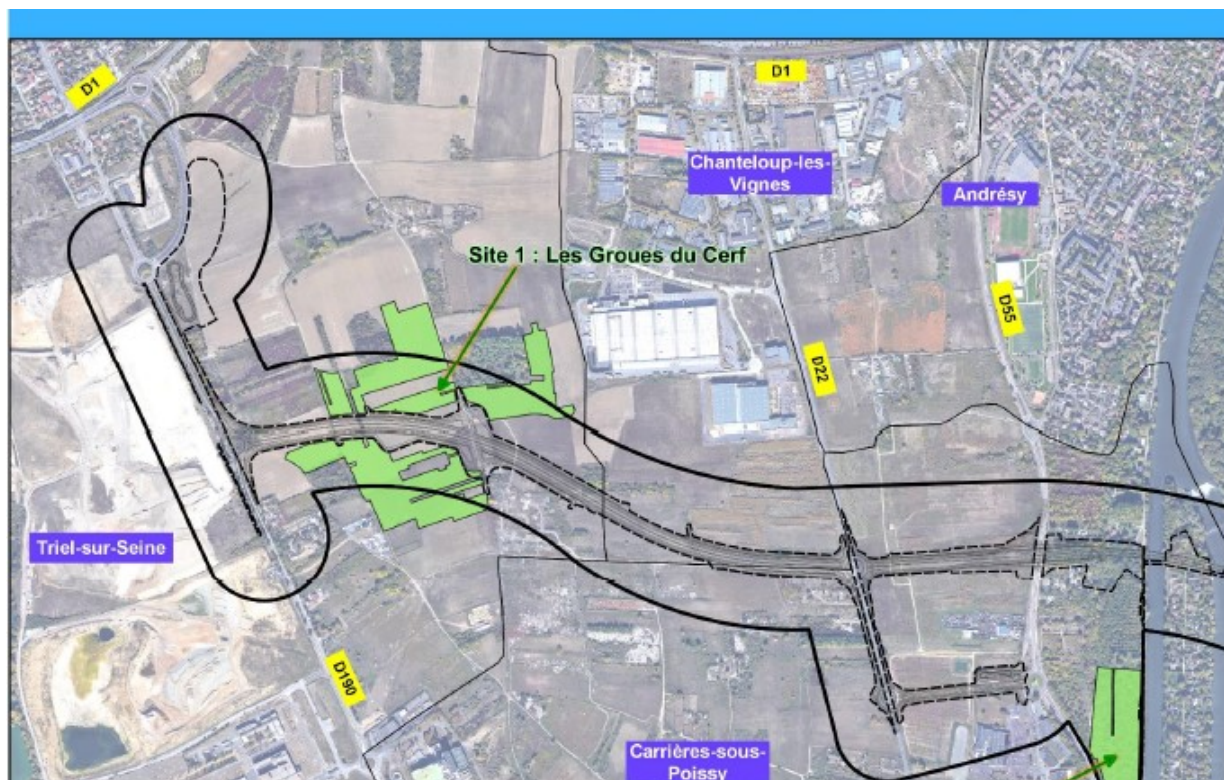 D1
D1
Chanteloup-les-
Vignes
Andrésy
Site 1 : Les Groues du Cerf
D55
D22
Triel-sur-Seine
D190
Carrières-sous-
Poissy